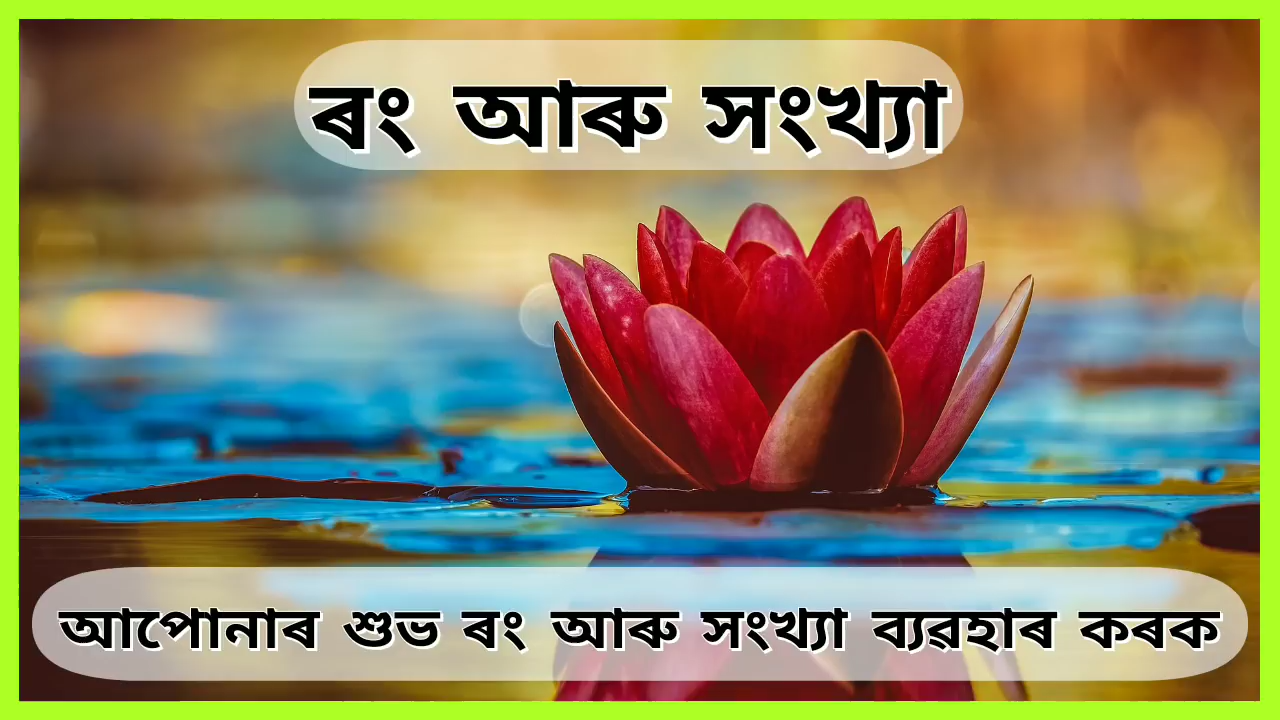 ৰং আৰু সংখ্যা
আপোনাৰ শুভ ৰং আৰু সংখ্যা ব্যৱহাৰ কৰক